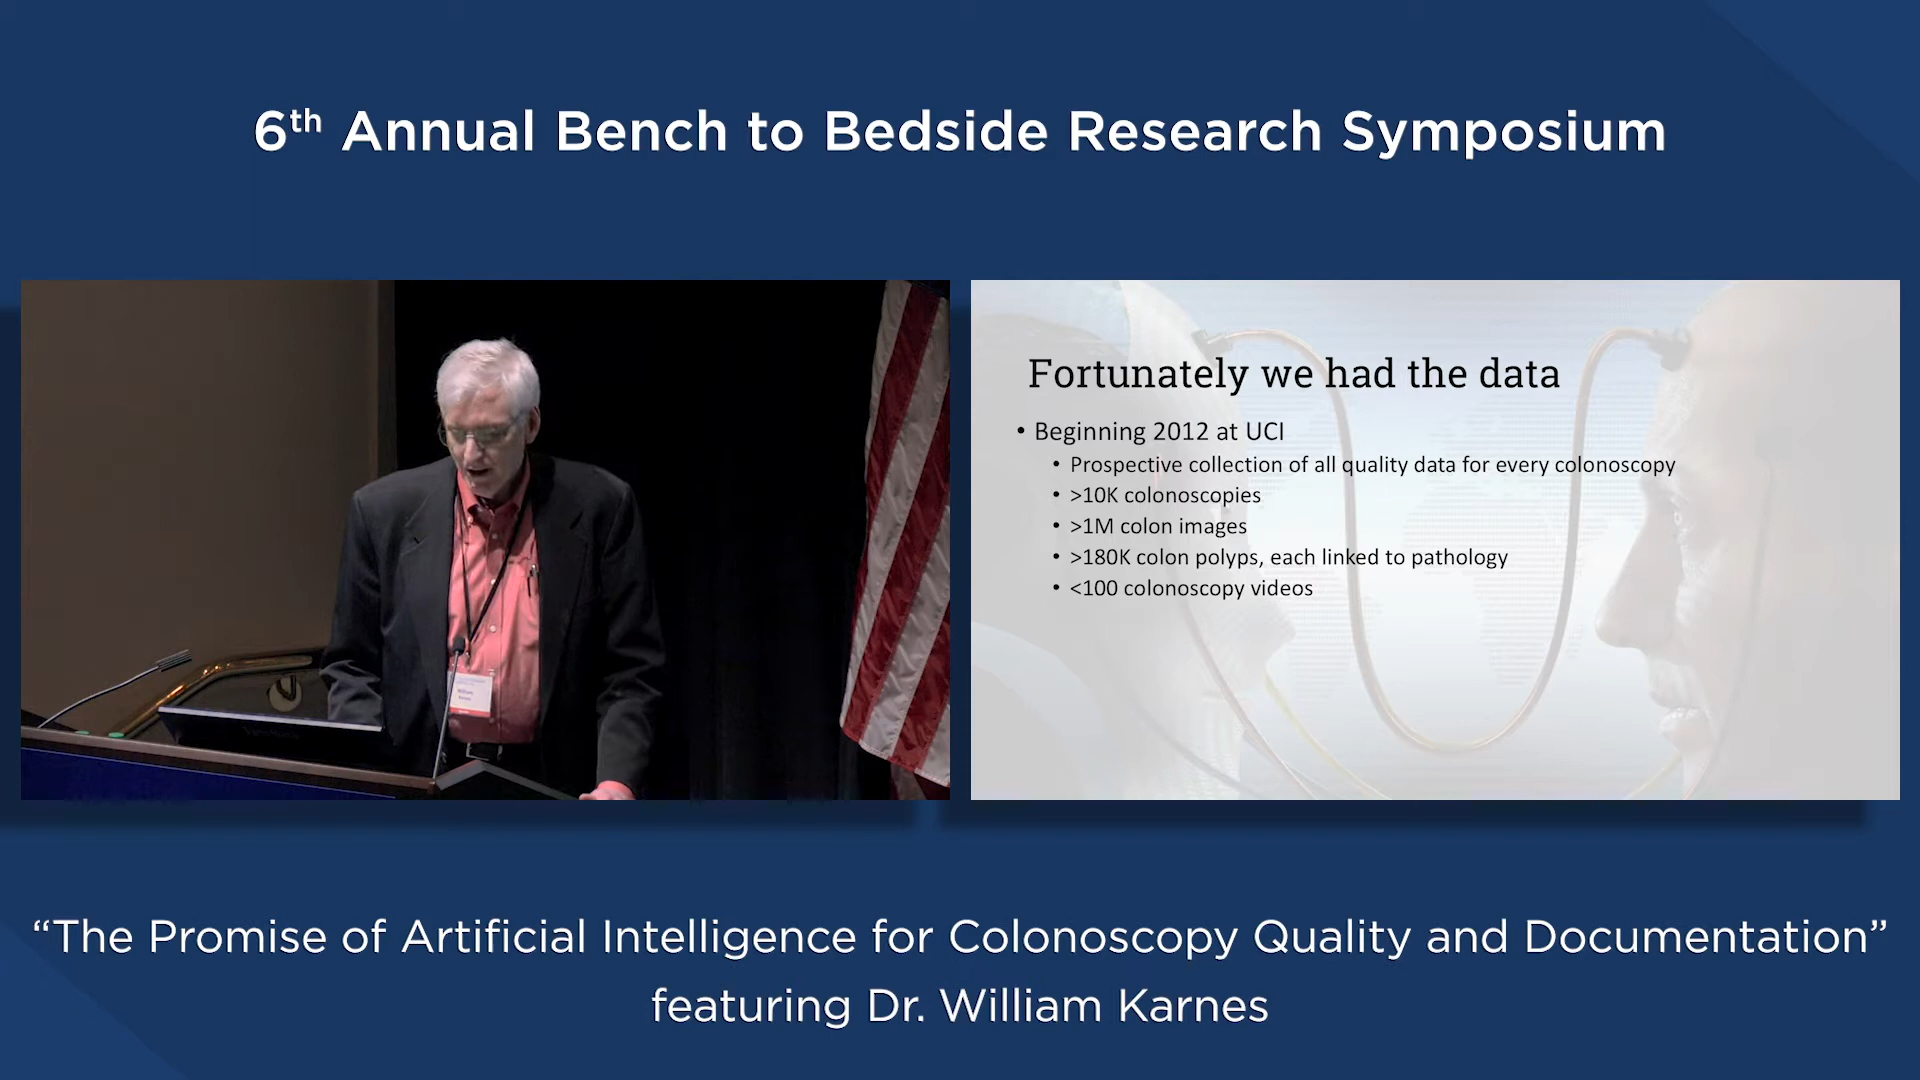 6th Annual Bench to Bedside Research Symposium
William
Fortunately we had the data
• Beginning 2012 at UCI
• Prospective collection of all quality data for every colonoscopy
• >10K colonoscopies
• >1M colon images
• >180K colon polyps, each linked to pathology
• <100 colonoscopy videos
“The Promise of Artificial Intelligence for Colonoscopy Quality and Documentation”
featuring Dr. William Karnes